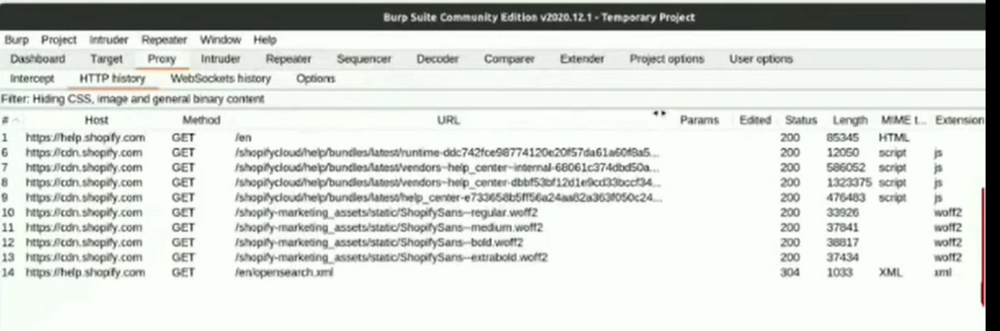 Burp Suite Community Edition v2020.12.1 - Temporary Project
Burp Project Intruder Repeater Window Help
Dashboard Target Proxy Intruder Repeater Sequencer Decoder Comparer Extender Project options User options
Intercept HTTP history WebSockets history Options
Filter: Hiding CSS, image and general binary content
# Host Method URL Params Edited Status Length MIME t... Extension
1 https://help.shopify.com GET /en 200 85345 HTML
6 https://cdn.shopify.com GET /shopifycloud/help/bundles/latest/runtime-ddc742fce98774120e20f57da61a60f8a5... 200 12050 script js
7 https://cdn.shopify.com GET /shopifycloud/help/bundles/latest/vendors~help_center~internal-68061c374dbd50a... 200 586052 script js
8 https://cdn.shopify.com GET /shopifycloud/help/bundles/latest/vendors~help_center-dbbf53bf12d1e9cd33bccf34... 200 1323375 script js
9 https://cdn.shopify.com GET /shopifycloud/help/bundles/latest/help_center-e733658b5ff56a24aa82a363f050c24... 200 476483 script js
10 https://cdn.shopify.com GET /shopify-marketing_assets/static/ShopifySans--regular.woff2 200 33926 woff2
11 https://cdn.shopify.com GET /shopify-marketing_assets/static/ShopifySans--medium.woff2 200 37841 woff2
12 https://cdn.shopify.com GET /shopify-marketing_assets/static/ShopifySans--bold.woff2 200 38817 woff2
13 https://cdn.shopify.com GET /shopify-marketing_assets/static/ShopifySans--extrabold.woff2 200 37434 woff2
14 https://help.shopify.com GET /en/opensearch.xml 304 1033 XML xml